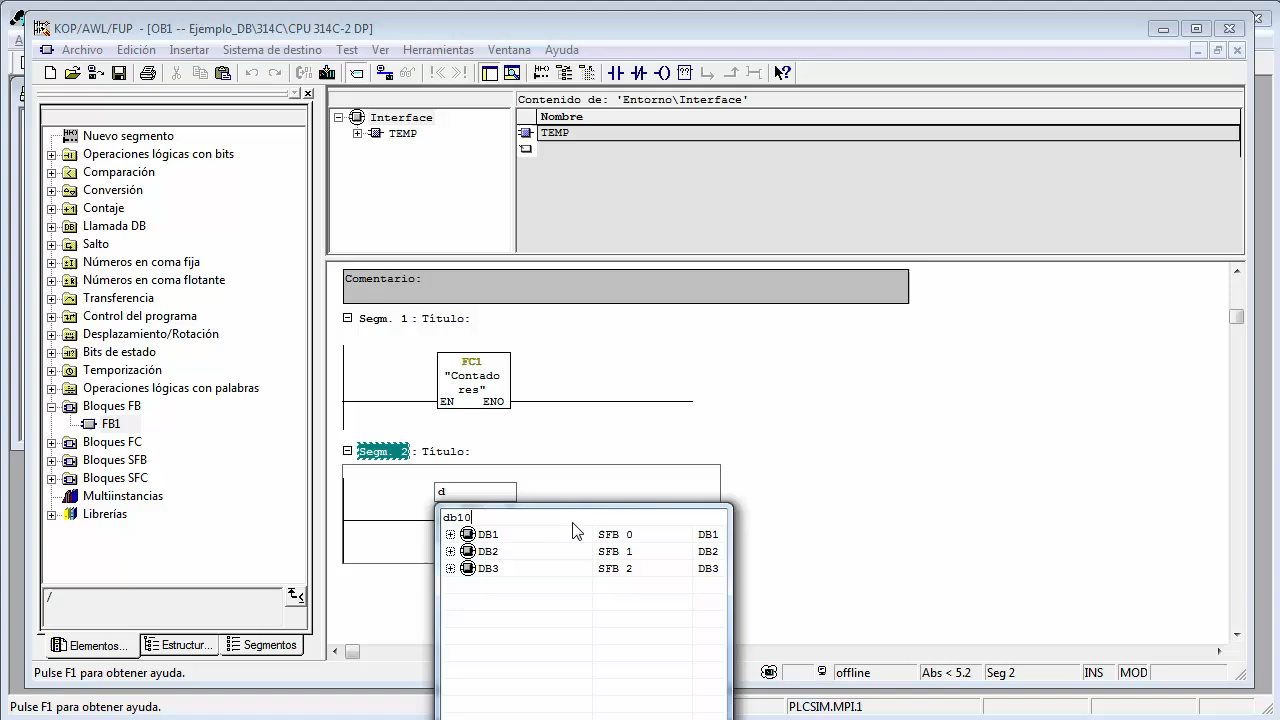 KOP/AWL/FUP - [OB1 -- Ejemplo_DB\314C\CPU 314C-2 DP]
Archivo Edición Insertar Sistema de destino Test Ver Herramientas Ventana Ayuda
Contenido de: 'Entorno\Interface'
Interface
Nombre
TEMP
TEMP
Nuevo segmento
Operaciones lógicas con bits
Comparación
Conversión
Contaje
Llamada DB
Salto
Números en coma fija
Números en coma flotante
Transferencia
Control del programa
Desplazamiento/Rotación
Bits de estado
Temporización
Operaciones lógicas con palabras
Bloques FB
FB1
Bloques FC
Bloques SFB
Bloques SFC
Multiinstancias
Librerías
/
Elementos... Estructur... Segmentos
Comentario:
Segm. 1 : Título:
FC1
"Contado
res"
EN ENO
Segm. 2 : Título:
d
db10
DB1 SFB 0 DB1
DB2 SFB 1 DB2
DB3 SFB 2 DB3
Pulse F1 para obtener ayuda.
offline Abs < 5.2 Seg 2 INS MOD
Pulse F1 para obtener ayuda.
PLCSIM.MPI.1